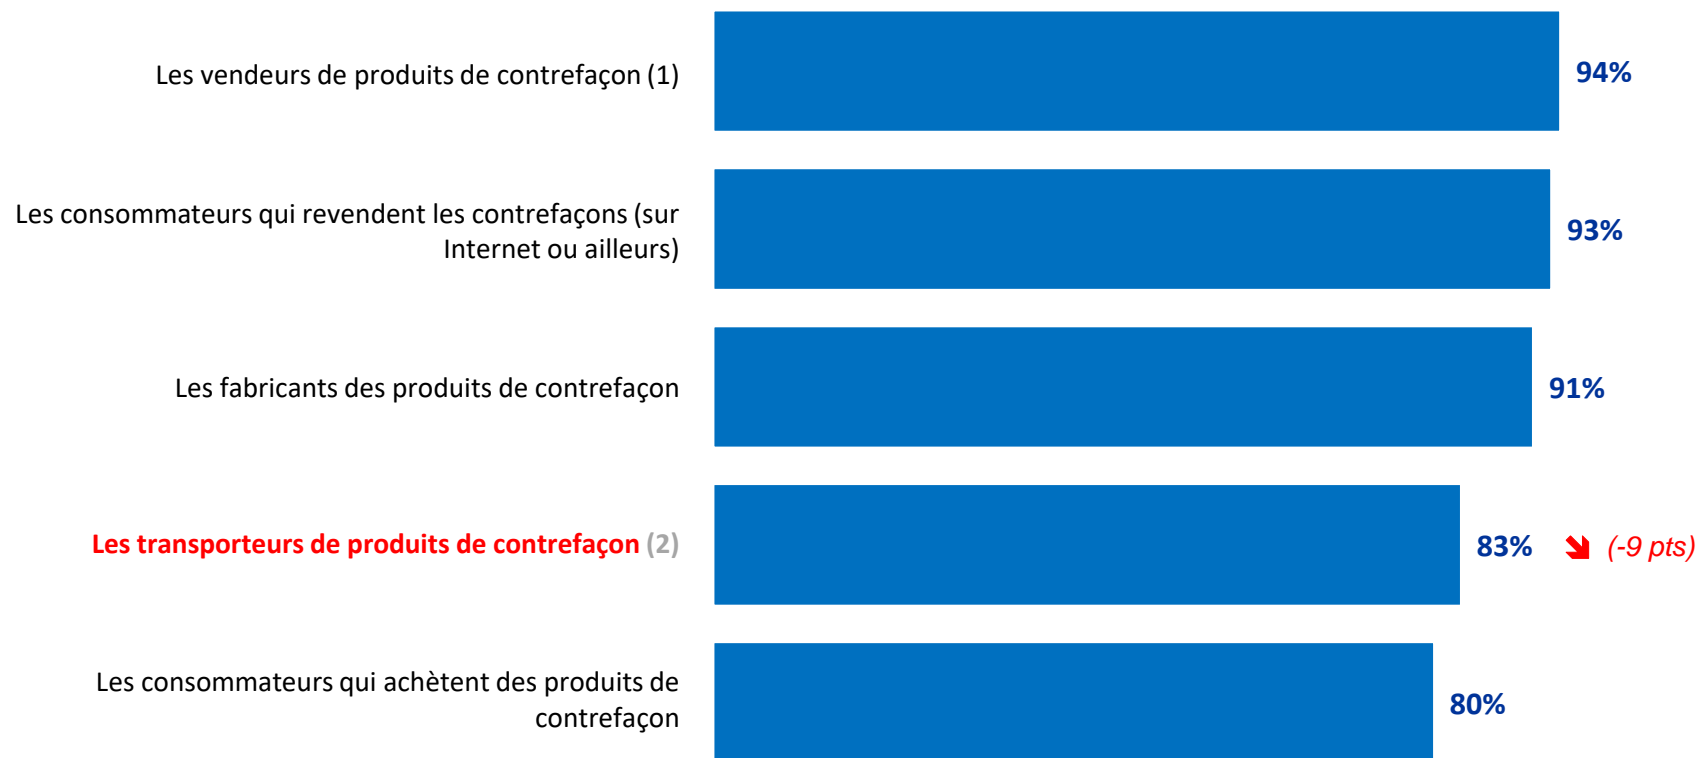 Les vendeurs de produits de contrefaçon (1)
94%
Les consommateurs qui revendent les contrefaçons (sur
Internet ou ailleurs)
93%
Les fabricants des produits de contrefaçon
91%
Les transporteurs de produits de contrefaçon (2)
83% (-9 pts)
Les consommateurs qui achètent des produits de
contrefaçon
80%